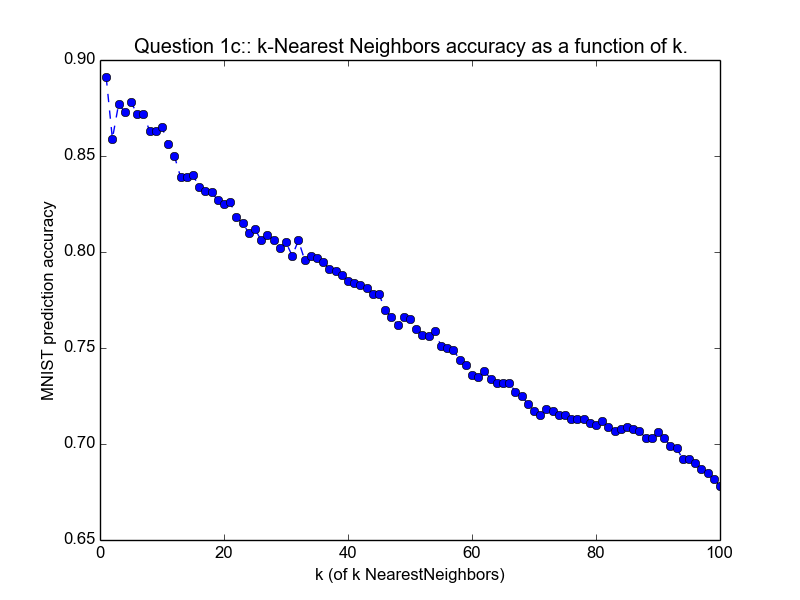 Question 1c:: k-Nearest Neighbors accuracy as a function of k.
0.90
0.85
0.80
0.75
0.70
0.65
MNIST prediction accuracy
0 20 40 60 80 100
k (of k NearestNeighbors)